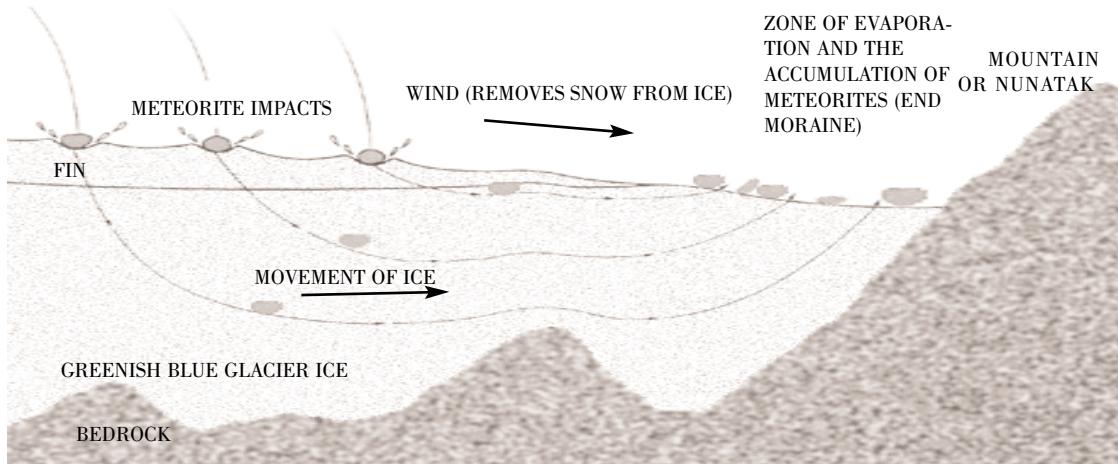 ZONE OF EVAPORA-
TION AND THE
ACCUMULATION OF
METEORITES (END
MORAINE)
MOUNTAIN
OR NUNATAK
WIND (REMOVES SNOW FROM ICE)
METEORITE IMPACTS
FIN
MOVEMENT OF ICE
GREENISH BLUE GLACIER ICE
BEDROCK